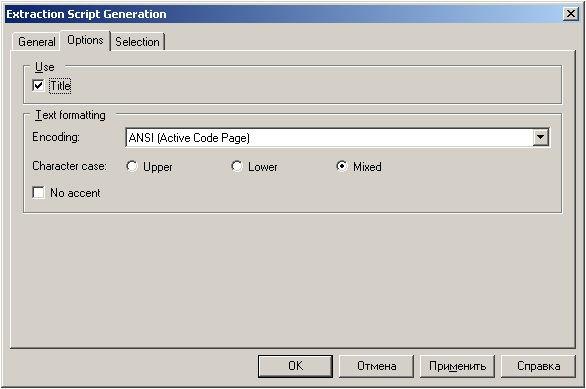 Extraction Script Generation
General Options Selection
Use
Title
Text formatting
Encoding: ANSI (Active Code Page)
Character case: Upper Lower Mixed
No accent
OK Отмена Применить Справка